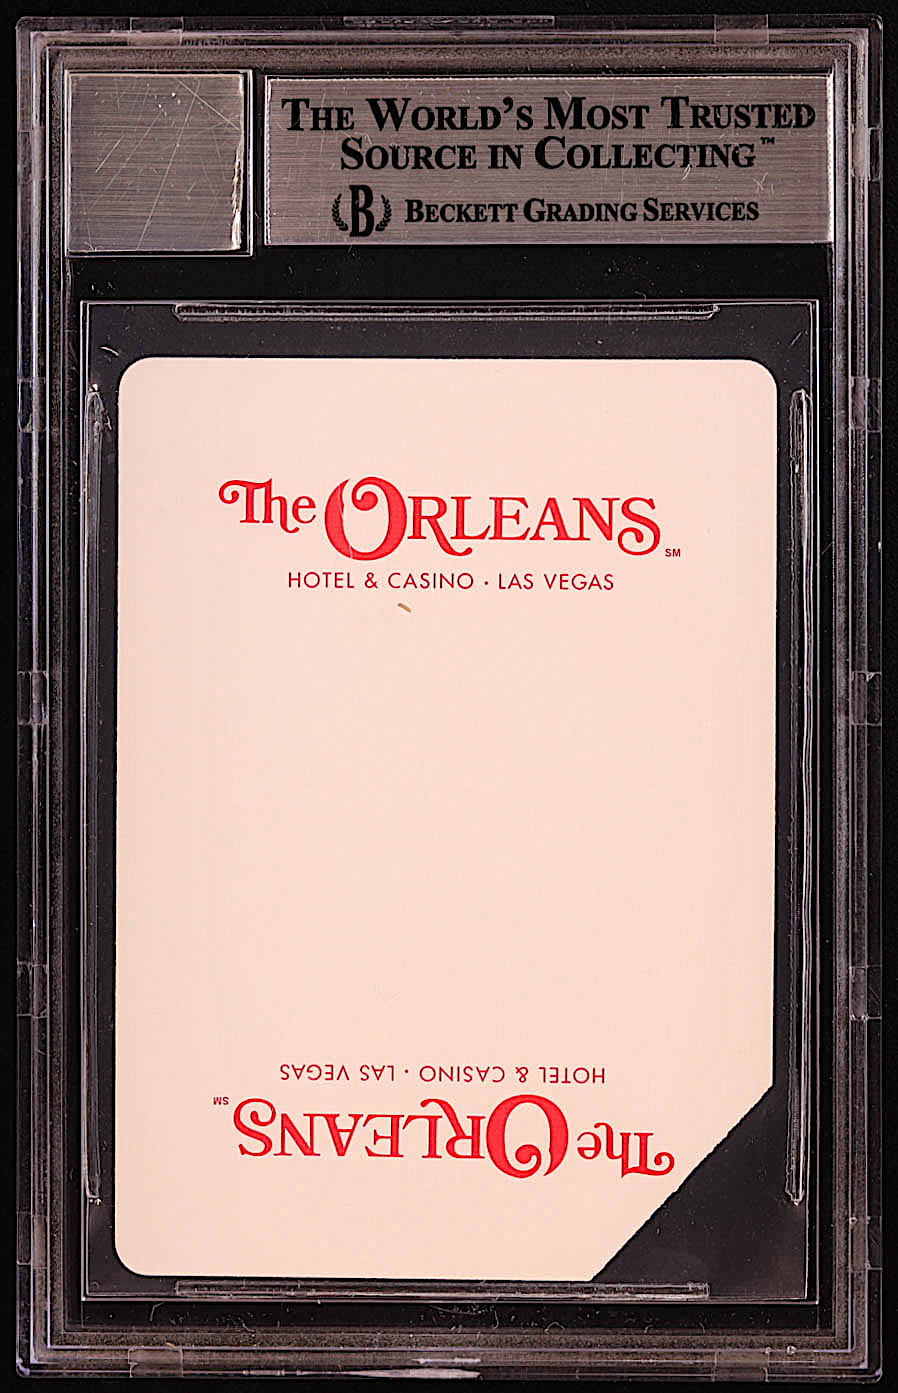 THE WORLD'S MOST TRUSTED
SOURCE IN COLLECTING™
B BECKETT GRADING SERVICES
The ORLEANS SM
HOTEL & CASINO · LAS VEGAS
HOTEL & CASINO · LAS VEGAS
The ORLEANS SM